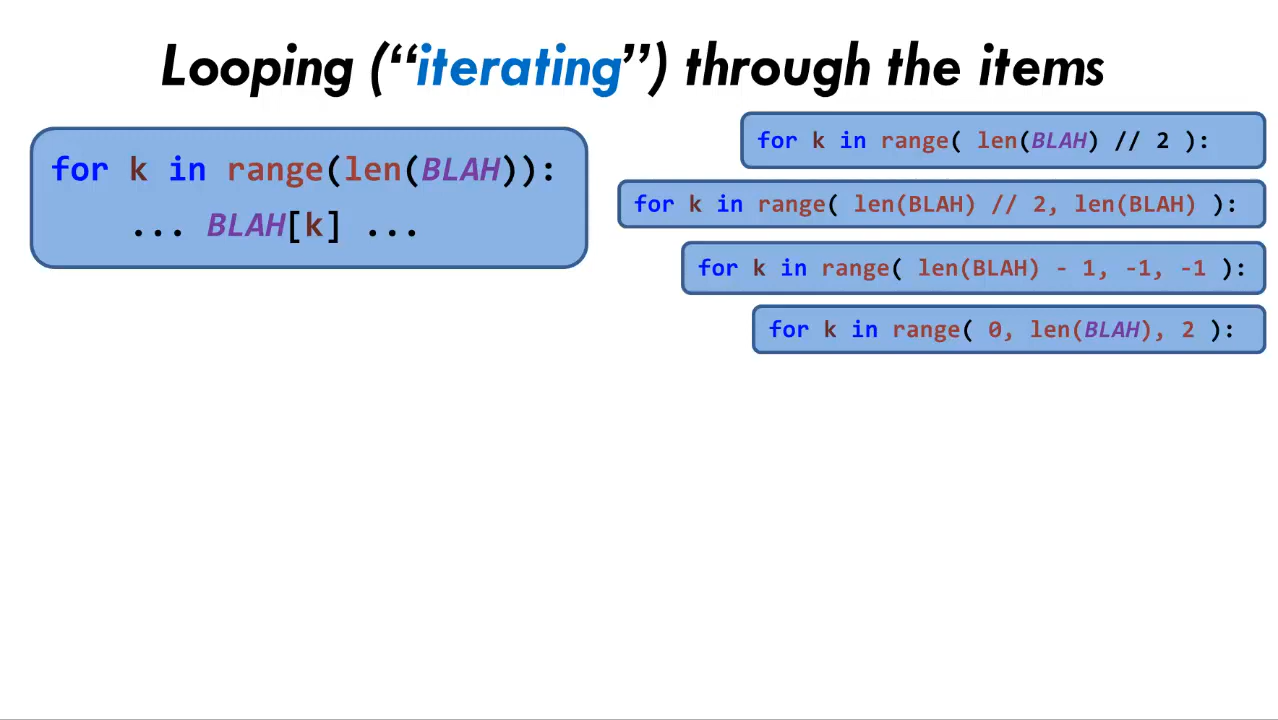 Looping (“iterating”) through the items
for k in range(len(BLAH)):
... BLAH[k] ...
for k in range( len(BLAH) // 2 ):
for k in range( len(BLAH) // 2, len(BLAH) ):
for k in range( len(BLAH) - 1, -1, -1 ):
for k in range( 0, len(BLAH), 2 ):